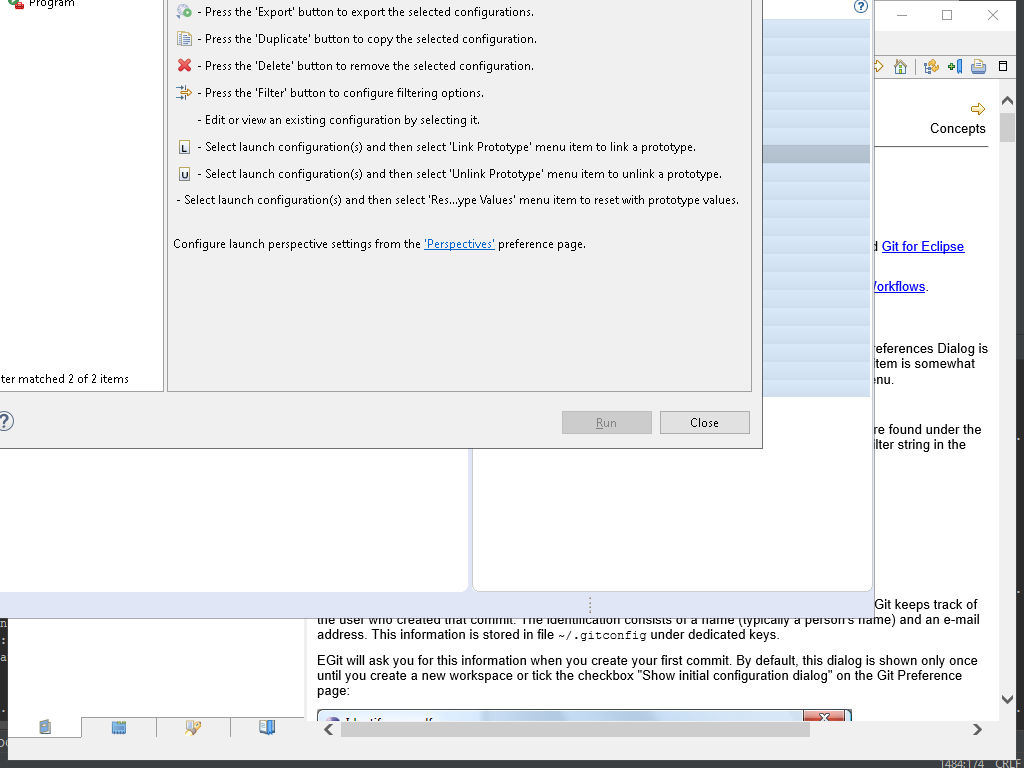 Program
- Press the 'Export' button to export the selected configurations.
- Press the 'Duplicate' button to copy the selected configuration.
- Press the 'Delete' button to remove the selected configuration.
- Press the 'Filter' button to configure filtering options.
- Edit or view an existing configuration by selecting it.
L - Select launch configuration(s) and then select 'Link Prototype' menu item to link a prototype.
U - Select launch configuration(s) and then select 'Unlink Prototype' menu item to unlink a prototype.
- Select launch configuration(s) and then select 'Res...ype Values' menu item to reset with prototype values.
Configure launch perspective settings from the 'Perspectives' preference page.
ter matched 2 of 2 items
Run
Close
Concepts
Git for Eclipse
orkflows.
eferences Dialog is
item is somewhat
enu.
re found under the
ilter string in the
Git keeps track of
the user who created that commit. The identification consists of a name (typically a person's name) and an e-mail
address. This information is stored in file ~/.gitconfig under dedicated keys.
EGit will ask you for this information when you create your first commit. By default, this dialog is shown only once
until you create a new workspace or tick the checkbox "Show initial configuration dialog" on the Git Preference
page:
1484:174 CRLF